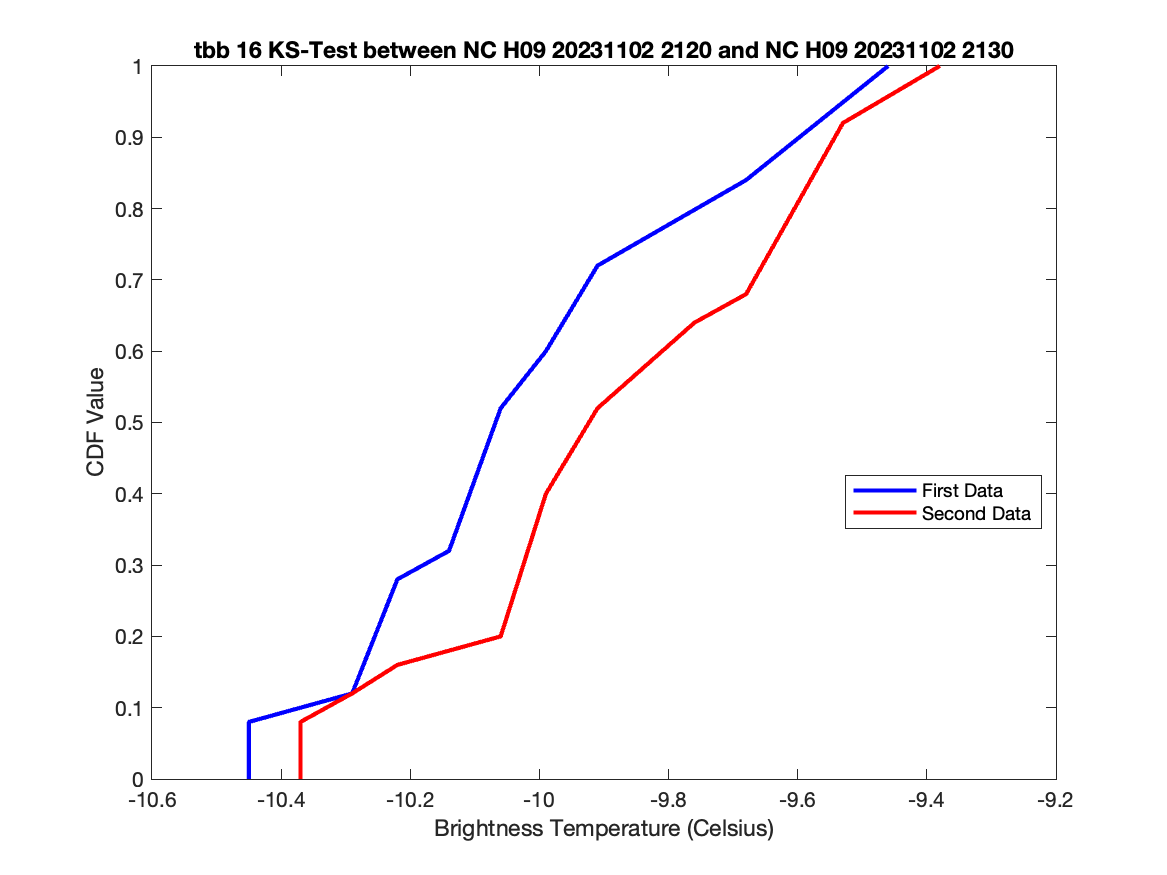 tbb 16 KS-Test between NC H09 20231102 2120 and NC H09 20231102 2130
1
0.9
0.8
0.7
0.6
0.5
0.4
0.3
0.2
0.1
0
CDF Value
First Data
Second Data
-10.6 -10.4 -10.2 -10 -9.8 -9.6 -9.4 -9.2
Brightness Temperature (Celsius)